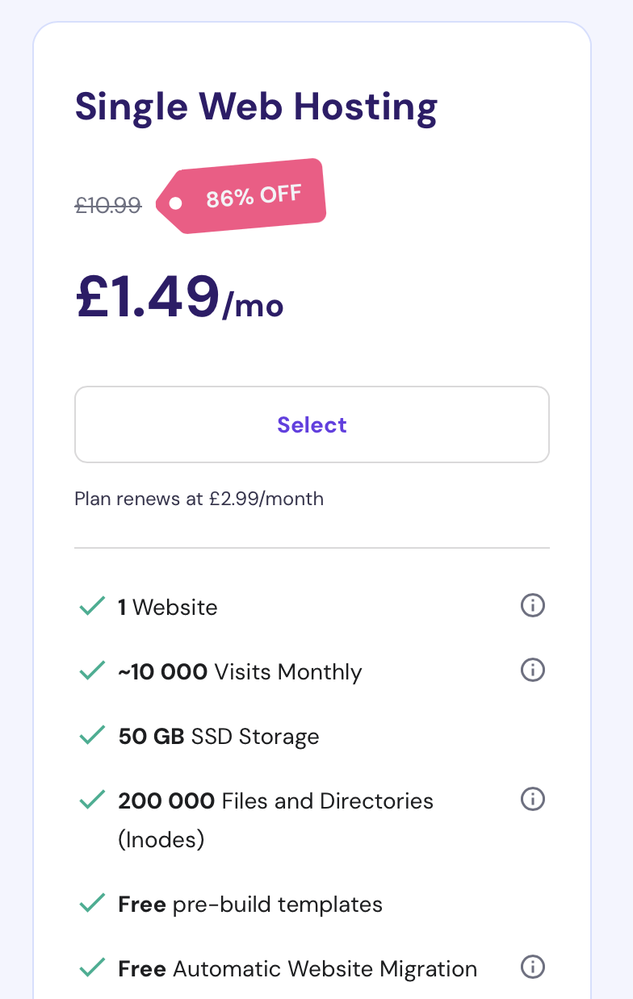 Single Web Hosting
£10.99
86% OFF
£1.49/mo
Select
Plan renews at £2.99/month
1 Website
~10 000 Visits Monthly
50 GB SSD Storage
200 000 Files and Directories
(Inodes)
Free pre-build templates
Free Automatic Website Migration